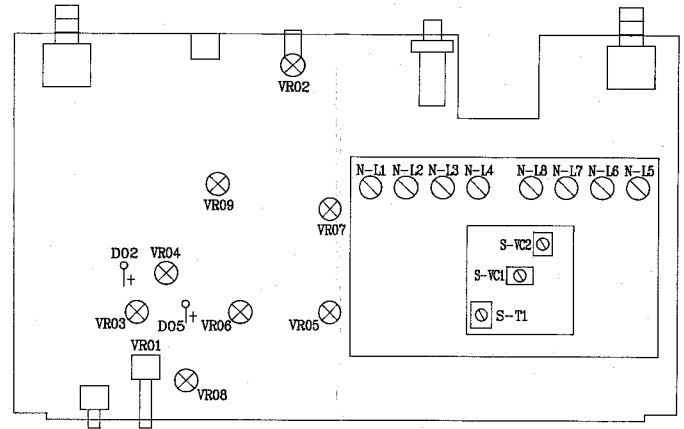 VR02
N-L1 N-L2 N-L3 N-L4 N-L8 N-L7 N-L6 N-L5
VR09
VR07
S-VC2
D02 VR04
S-VC1
VR03 D05 VR06 VR05 S-T1
VR01
VR08